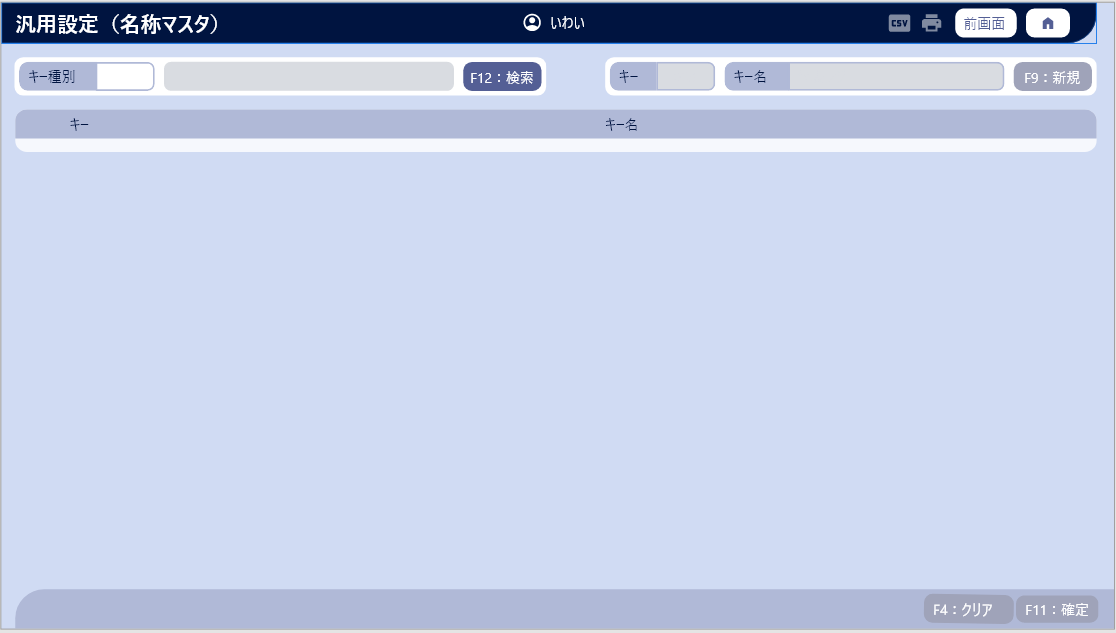 汎用設定（名称マスタ）
いわい
CSV
前画面
キー種別
F12：検索
キー
キー名
F9：新規
キー
キー名
F4：クリア
F11：確定